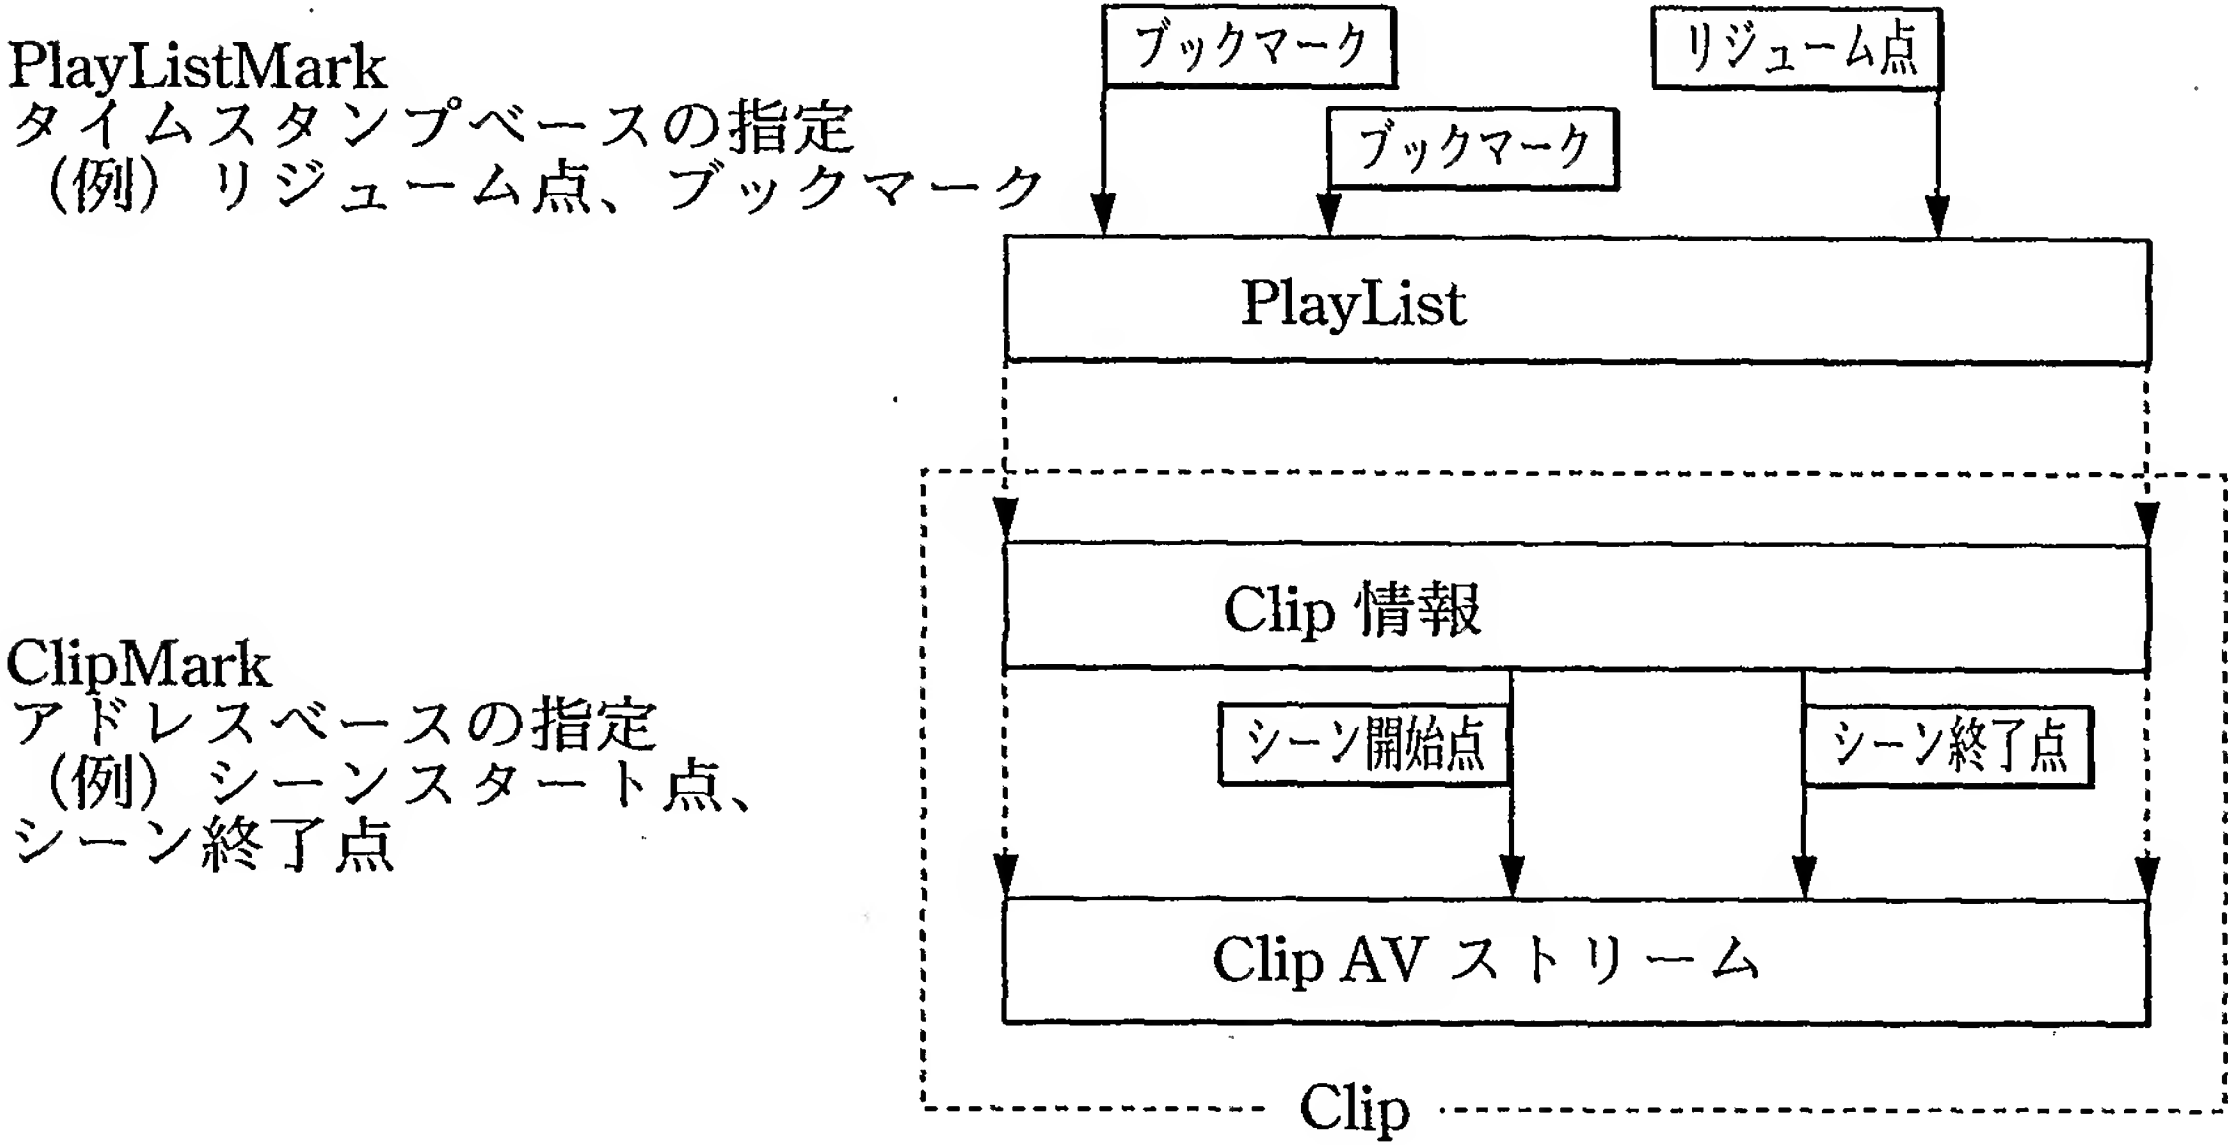 PlayListMark
タイムスタンプベースの指定
(例) リジューム点、ブックマーク
ブックマーク
リジューム点
ブックマーク
PlayList
Clip 情報
ClipMark
アドレスベースの指定
(例) シーンスタート点、
シーン終了点
シーン開始点
シーン終了点
Clip AV ストリーム
Clip